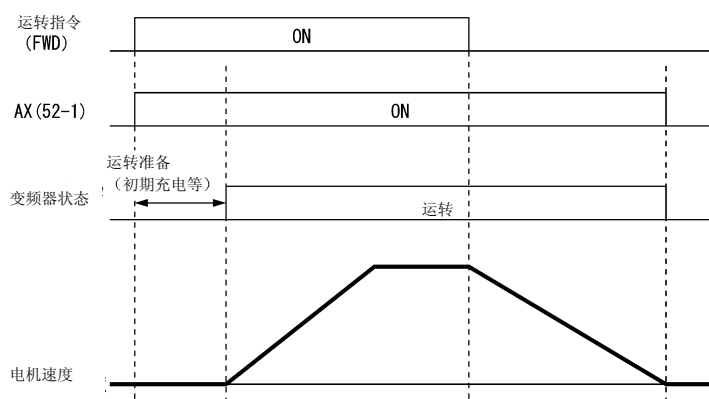 运转指令
(FWD)
ON
AX(52-1)
ON
运转准备
(初期充电等)
变频器状态
运转
电机速度